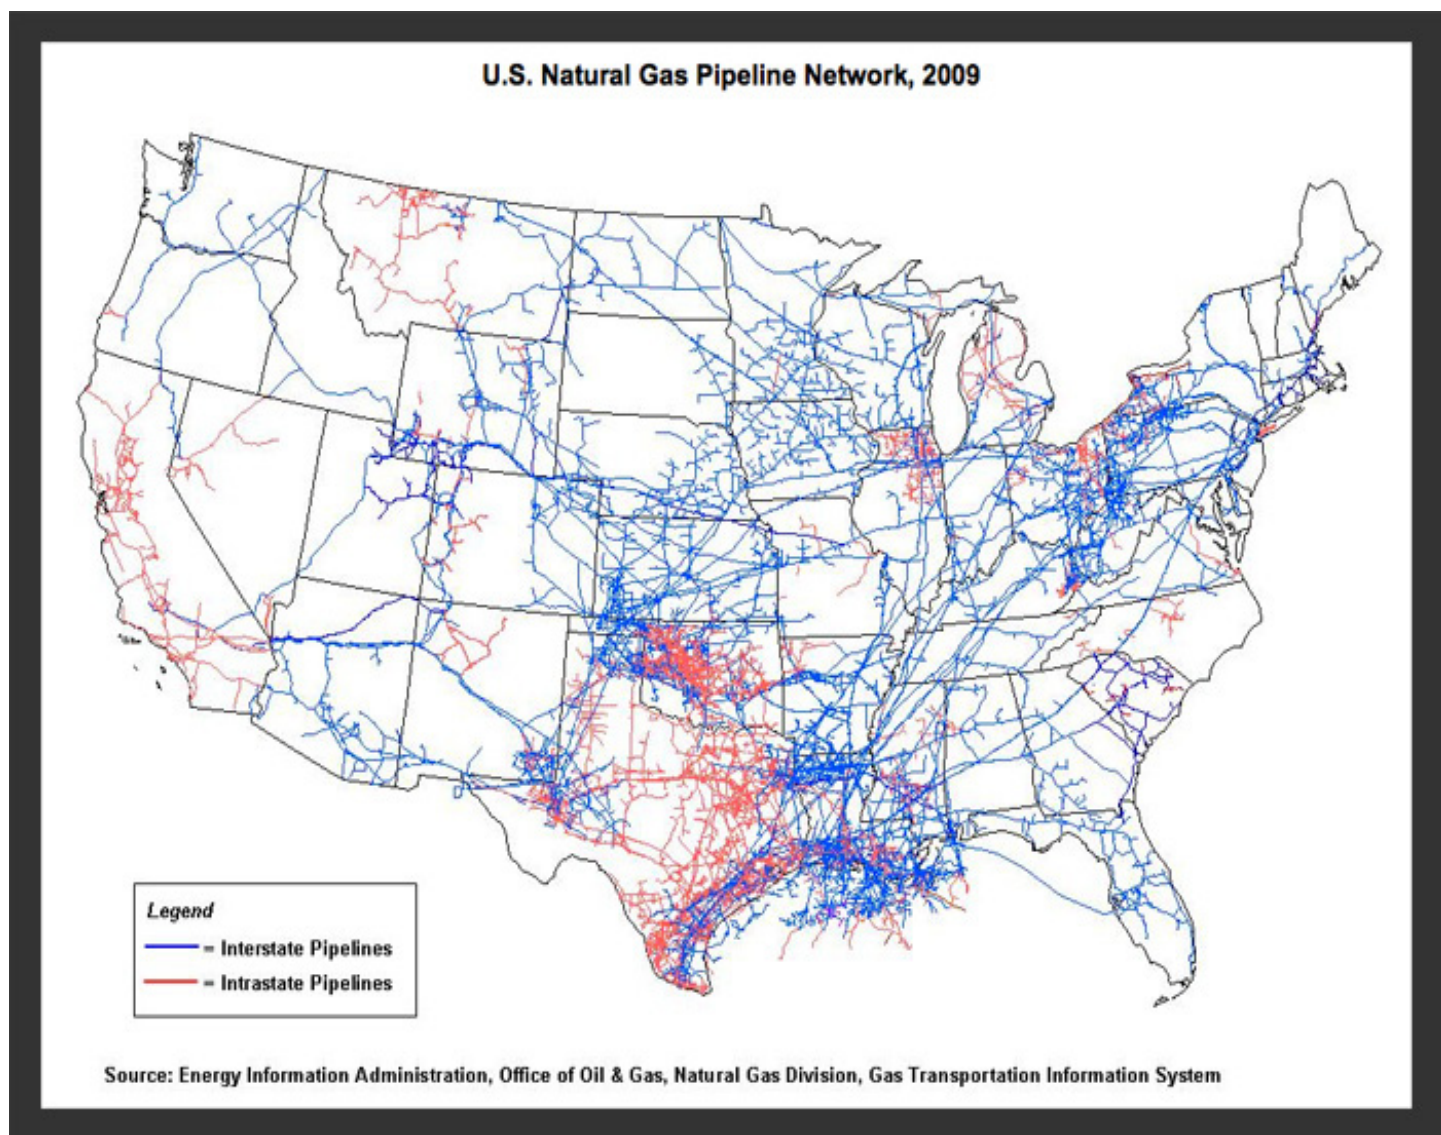 U.S. Natural Gas Pipeline Network, 2009
Legend
= Interstate Pipelines
= Intrastate Pipelines
Source: Energy Information Administration, Office of Oil & Gas, Natural Gas Division, Gas Transportation Information System